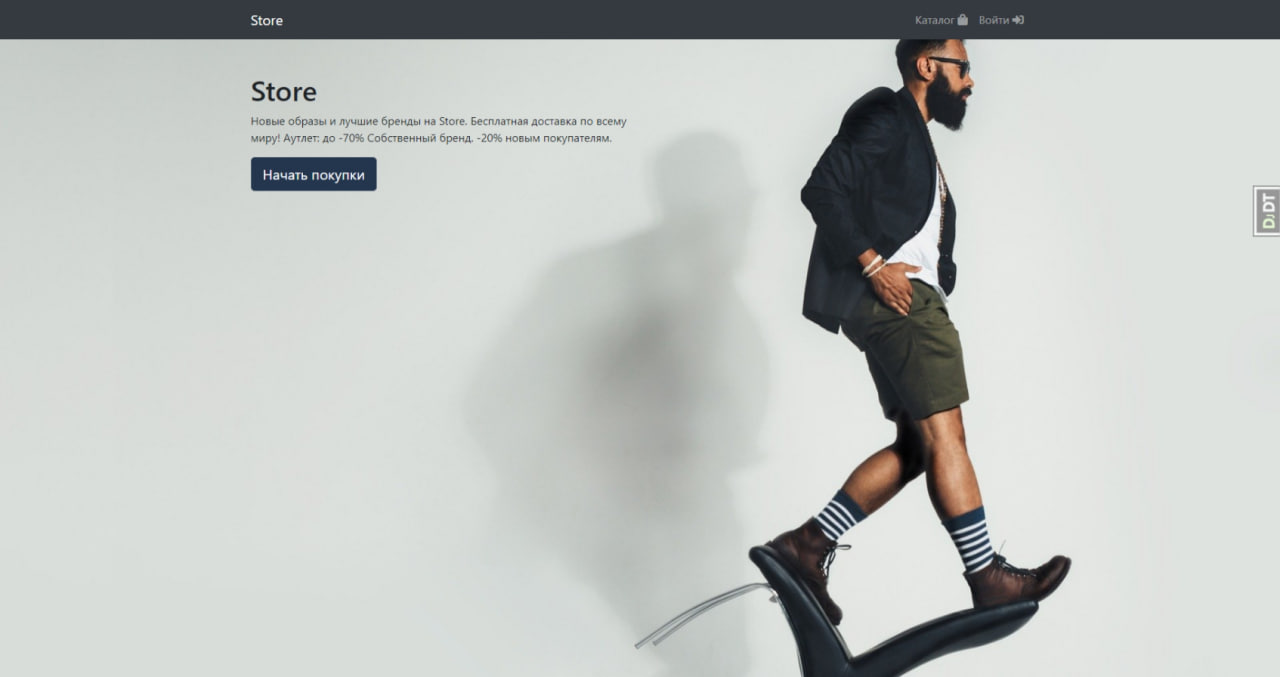 Store
Каталог
Войти
Store
Новые образы и лучшие бренды на Store. Бесплатная доставка по всему
миру! Аутлет: до -70% Собственный бренд. -20% новым покупателям.
Начать покупки
DJDT